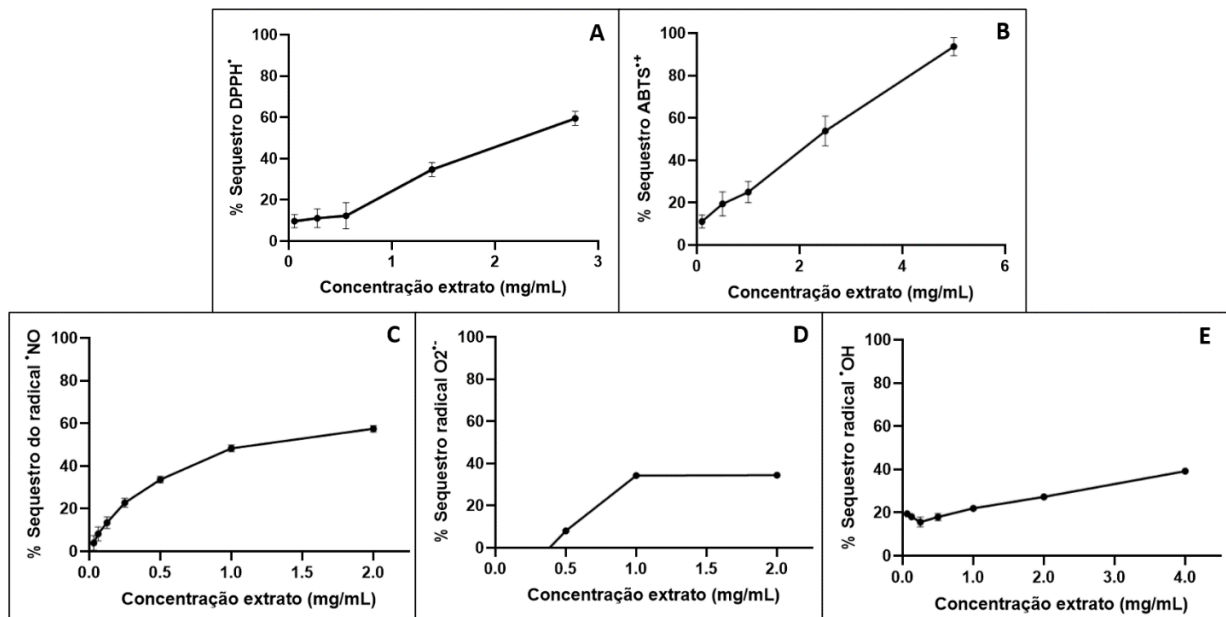 A
% Sequestro DPPH•
100
80
60
40
20
0
0 1 2 3
Concentração extrato (mg/mL)
B
% Sequestro ABTS•+
100
80
60
40
20
0
0 2 4 6
Concentração extrato (mg/mL)
C
% Sequestro do radical •NO
100
80
60
40
20
0
0.0 0.5 1.0 1.5 2.0
Concentração extrato (mg/mL)
D
% Sequestro radical O2•-
100
80
60
40
20
0
0.0 0.5 1.0 1.5 2.0
Concentração extrato (mg/mL)
E
% Sequestro radical •OH
100
80
60
40
20
0
0.0 1.0 2.0 3.0 4.0
Concentração extrato (mg/mL)